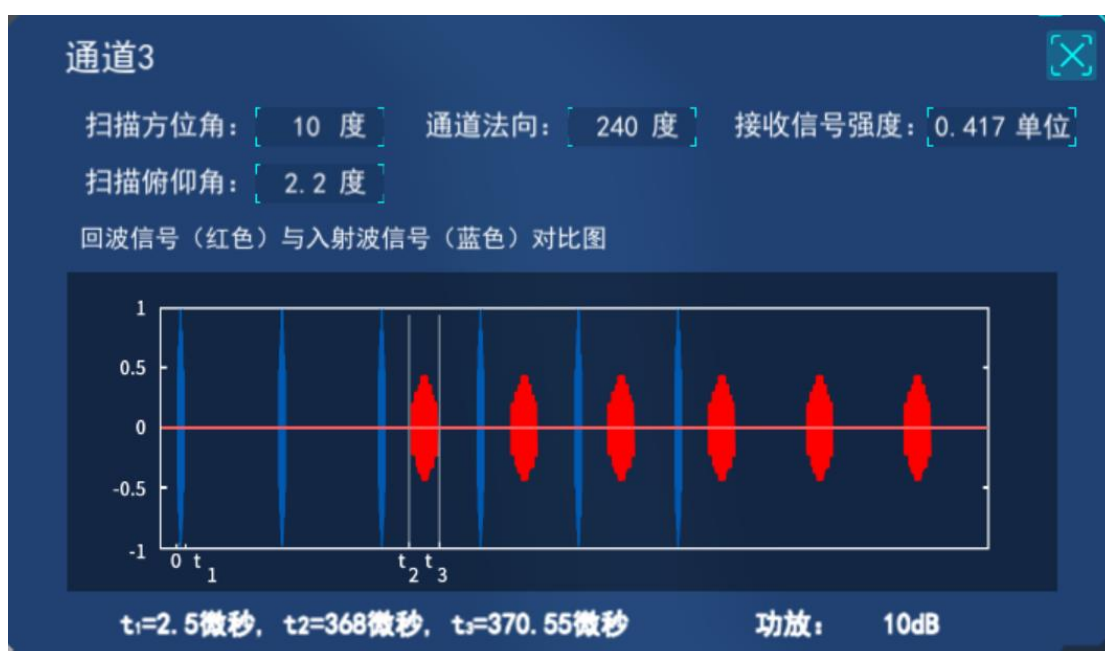 通道3
扫描方位角： 10 度 通道法向： 240 度 接收信号强度： 0.417 单位
扫描俯仰角： 2.2 度
回波信号（红色）与入射波信号（蓝色）对比图
1
0.5
0
-0.5
-1
0 t1 t2 t3
t₁=2.5微秒, t2=368微秒, t₃=370.55微秒 功放： 10dB